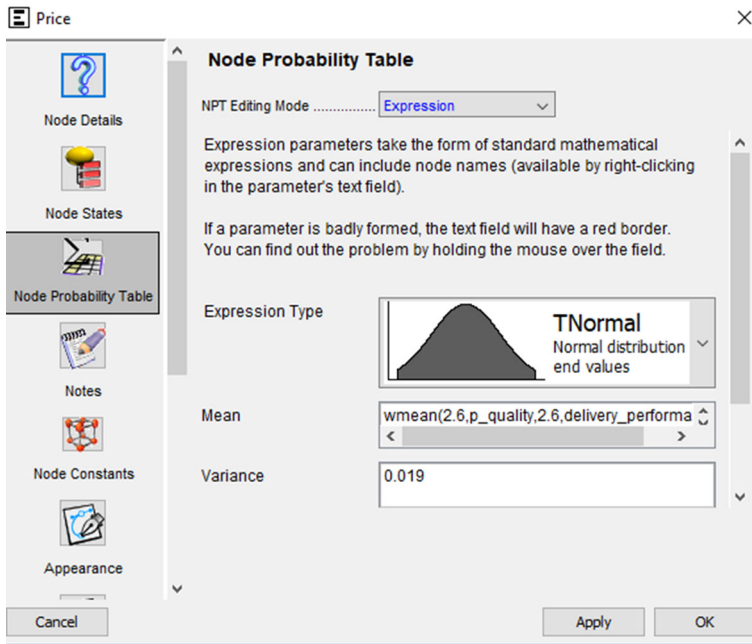 Price
Node Details
Node States
Node Probability Table
Notes
Node Constants
Appearance
Node Probability Table
NPT Editing Mode ................ Expression
Expression parameters take the form of standard mathematical
expressions and can include node names (available by right-clicking
in the parameter's text field).
If a parameter is badly formed, the text field will have a red border.
You can find out the problem by holding the mouse over the field.
Expression Type
TNormal
Normal distribution
end values
Mean
wmean(2.6,p_quality,2.6,delivery_performa
Variance
0.019
Cancel
Apply
OK